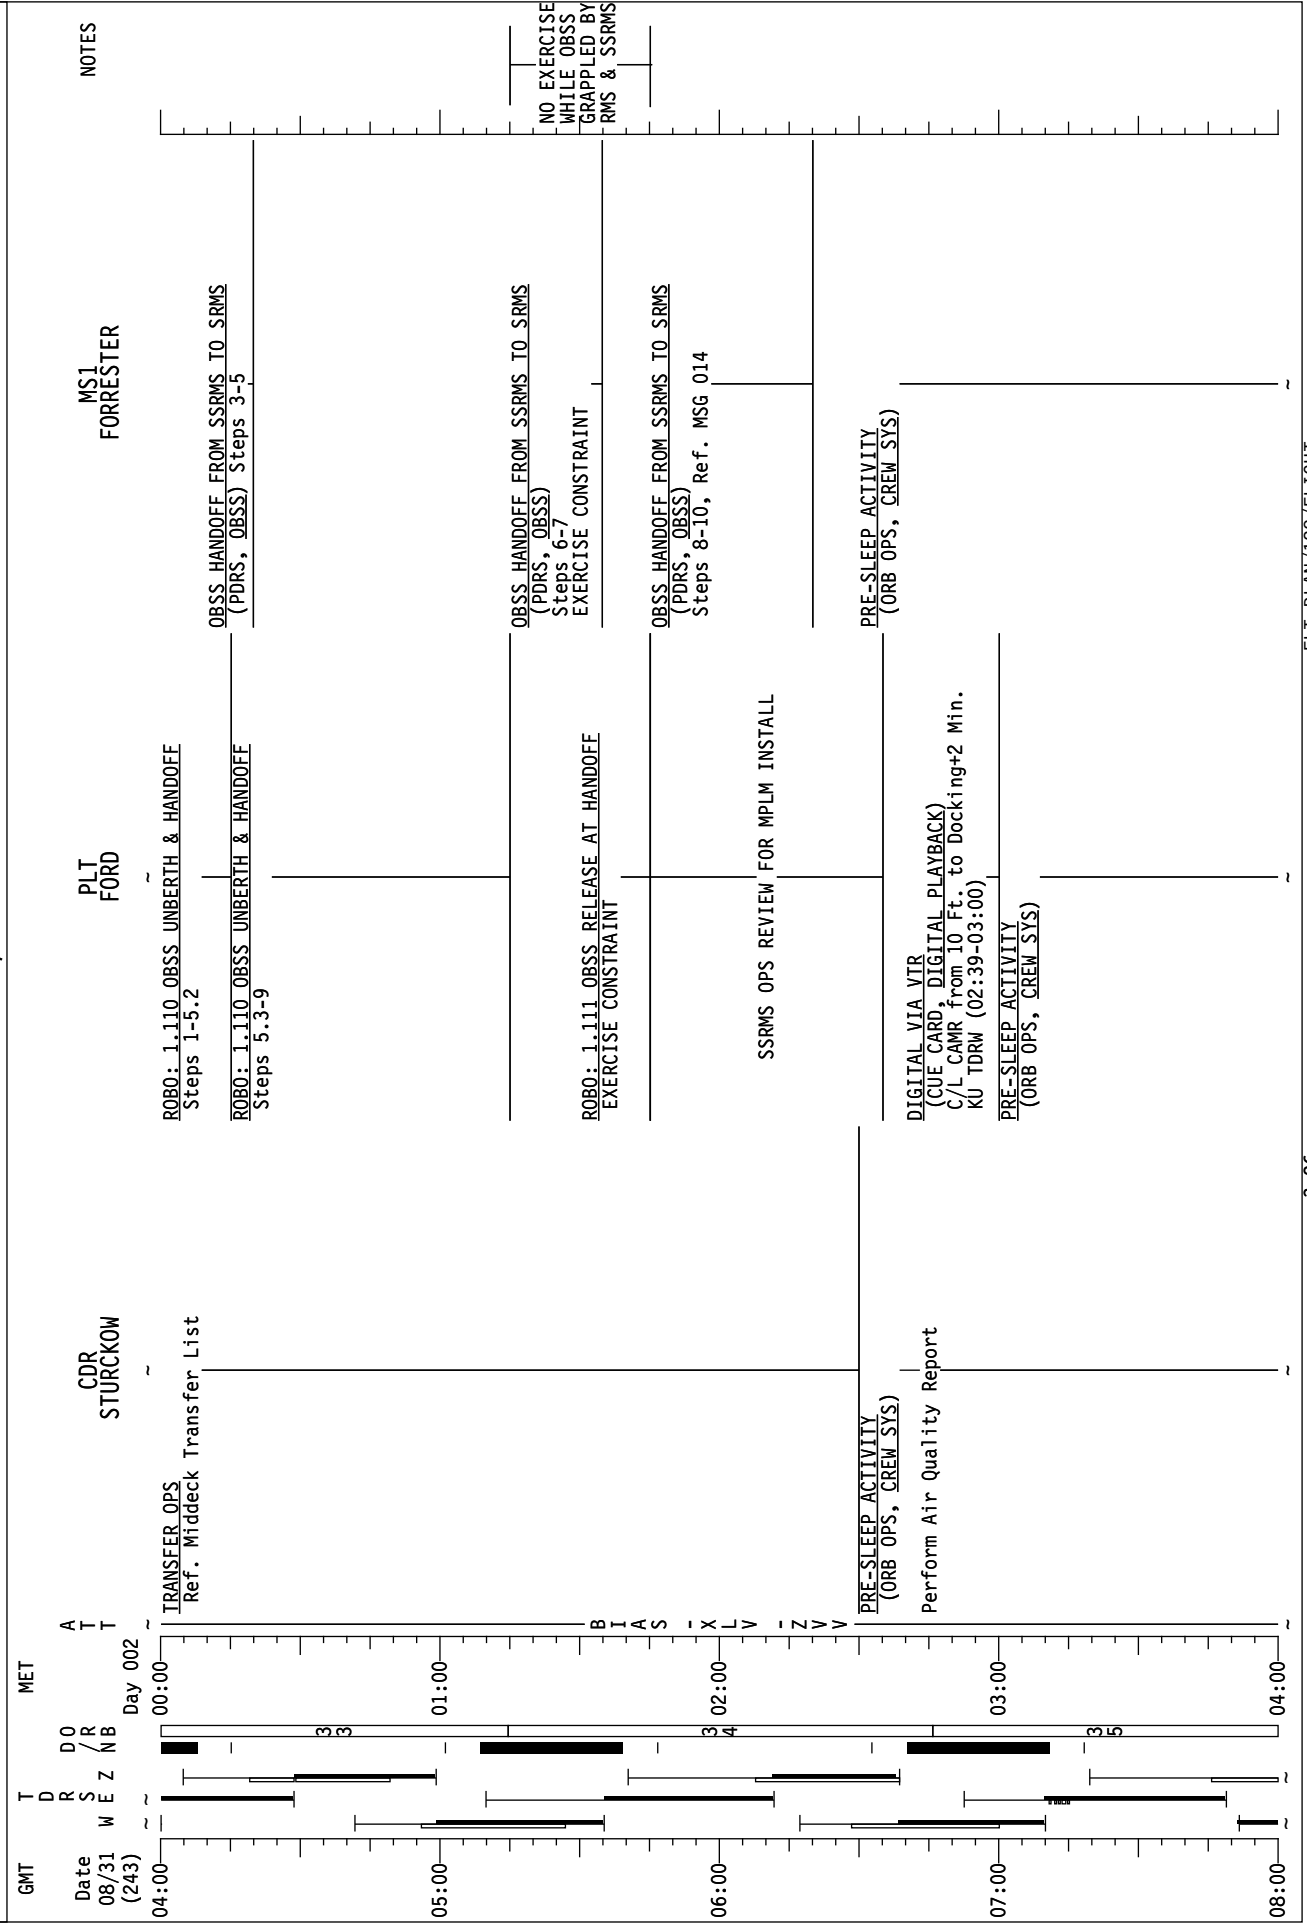 GMT
Date
08/31
(243)
04:00
05:00
06:00
07:00
08:00
T
D
R
S
W E Z
D O
/ R
N B
33
34
35
MET
Day 002
00:00
01:00
02:00
03:00
04:00
A
T
T
BIAS -XLV -ZVV
CDR
STURCKOW
TRANSFER OPS
Ref. Middeck Transfer List
PRE-SLEEP ACTIVITY
(ORB OPS, CREW SYS)
Perform Air Quality Report
PLT
FORD
ROBO: 1.110 OBSS UNBERTH & HANDOFF
Steps 1-5.2
ROBO: 1.110 OBSS UNBERTH & HANDOFF
Steps 5.3-9
ROBO: 1.111 OBSS RELEASE AT HANDOFF
EXERCISE CONSTRAINT
SSRMS OPS REVIEW FOR MPLM INSTALL
DIGITAL VIA VTR
(CUE CARD, DIGITAL PLAYBACK)
C/L CAMR from 10 Ft. to Docking+2 Min.
KU TDRW (02:39-03:00)
PRE-SLEEP ACTIVITY
(ORB OPS, CREW SYS)
MS1
FORRESTER
OBSS HANDOFF FROM SSRMS TO SRMS
(PDRS, OBSS) Steps 3-5
OBSS HANDOFF FROM SSRMS TO SRMS
(PDRS, OBSS)
Steps 6-7
EXERCISE CONSTRAINT
OBSS HANDOFF FROM SSRMS TO SRMS
(PDRS, OBSS)
Steps 8-10, Ref. MSG 014
PRE-SLEEP ACTIVITY
(ORB OPS, CREW SYS)
NOTES
NO EXERCISE
WHILE OBSS
GRAPPLED BY
RMS & SSRMS